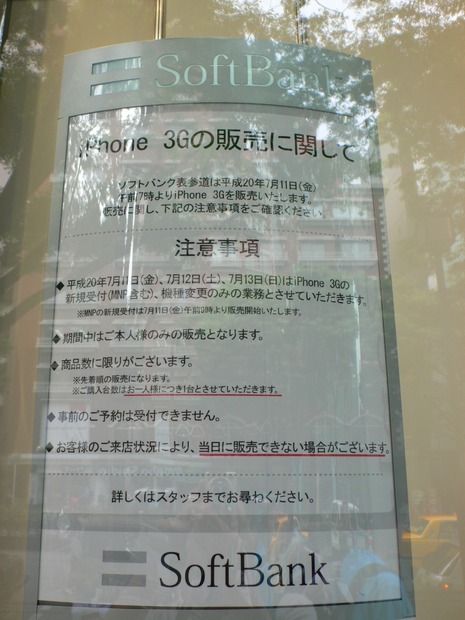 SoftBank
iPhone 3Gの販売に関して
ソフトバンク表参道は平成20年7月11日(金)
午前7時よりiPhone 3Gを販売いたします。
販売に関し、下記の注意事項をご確認ください。
注意事項
◆平成20年7月11日(金)、7月12日(土)、7月13日(日)はiPhone 3Gの
新規受付(MNP含む)、機種変更のみの業務とさせていただきます。
※MNPの新規受付は7月11日(金)午前9時より販売開始いたします。
◆期間中はご本人様のみの販売となります。
◆商品数に限りがございます。
※先着順の販売になります。
※ご購入台数はお一人様につき1台とさせていただきます。
◆事前のご予約は受付できません。
◆お客様のご来店状況により、当日に販売できない場合がございます。
詳しくはスタッフまでお尋ねください。
SoftBank